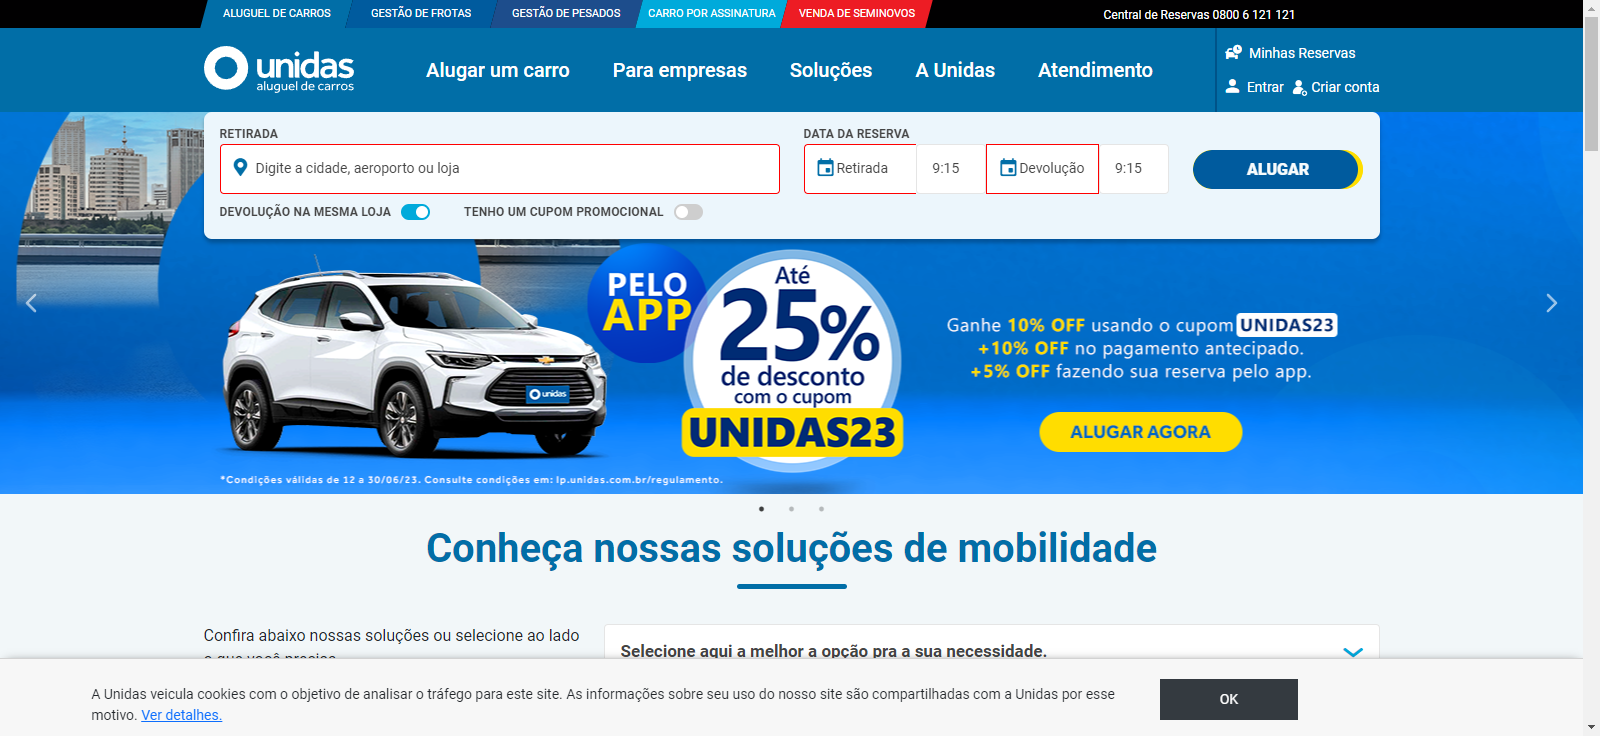 ALUGUEL DE CARROS
GESTÃO DE FROTAS
GESTÃO DE PESADOS
CARRO POR ASSINATURA
VENDA DE SEMINOVOS
Central de Reservas 0800 6 121 121
unidas
aluguel de carros
Alugar um carro
Para empresas
Soluções
A Unidas
Atendimento
Minhas Reservas
Entrar
Criar conta
RETIRADA
Digite a cidade, aeroporto ou loja
DATA DA RESERVA
Retirada
9:15
Devolução
9:15
ALUGAR
DEVOLUÇÃO NA MESMA LOJA
TENHO UM CUPOM PROMOCIONAL
PELO
APP
Até
25%
de desconto
com o cupom
UNIDAS23
Ganhe 10% OFF usando o cupom UNIDAS23
+10% OFF no pagamento antecipado.
+5% OFF fazendo sua reserva pelo app.
ALUGAR AGORA
unidas
*Condições válidas de 12 a 30/06/23. Consulte condições em: lp.unidas.com.br/regulamento.
Conheça nossas soluções de mobilidade
Confira abaixo nossas soluções ou selecione ao lado
Selecione aqui a melhor a opção pra a sua necessidade.
A Unidas veicula cookies com o objetivo de analisar o tráfego para este site. As informações sobre seu uso do nosso site são compartilhadas com a Unidas por esse
motivo. Ver detalhes.
OK